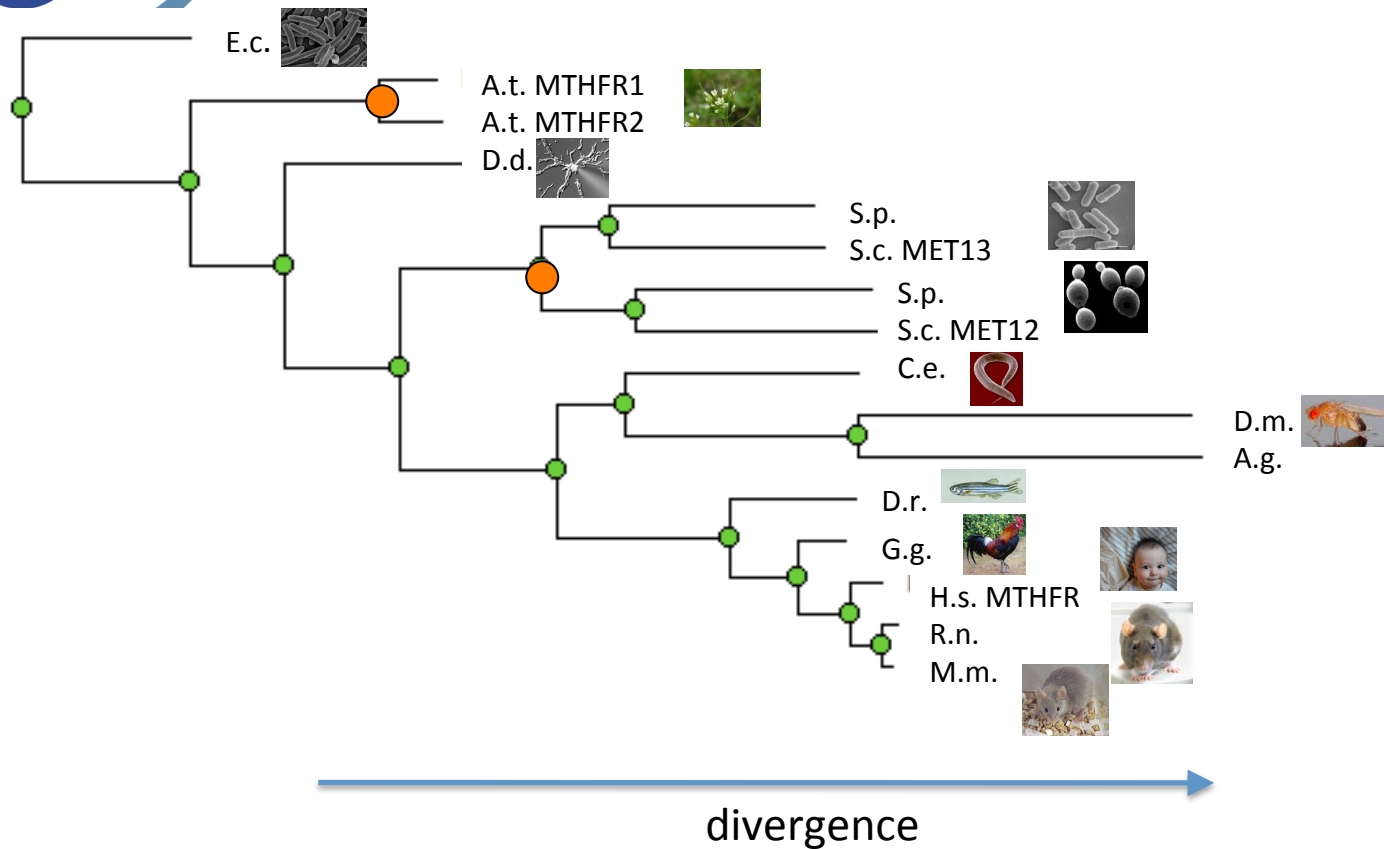 E.c.
A.t. MTHFR1
A.t. MTHFR2
D.d.
S.p.
S.c. MET13
S.p.
S.c. MET12
C.e.
D.m.
A.g.
D.r.
G.g.
H.s. MTHFR
R.n.
M.m.
divergence